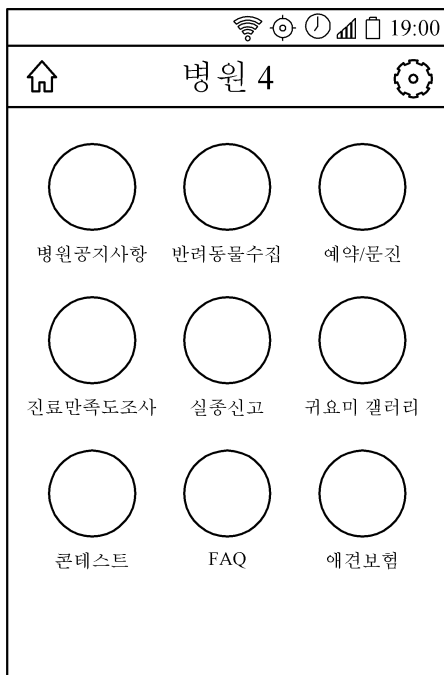 19:00
병원 4
병원공지사항 반려동물수집 예약/문진
진료만족도조사 실종신고 귀요미 갤러리
콘테스트 FAQ 애견보험